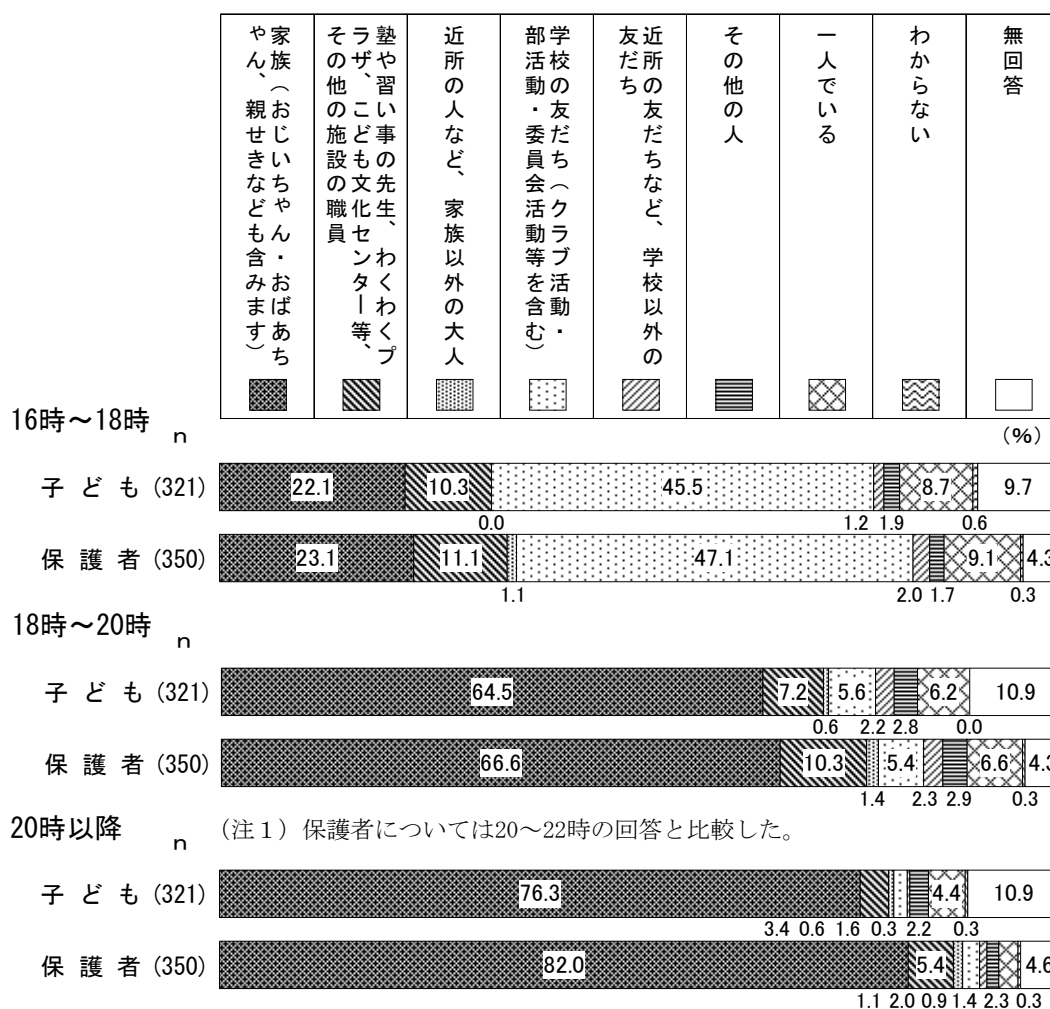 家族(おじいちゃん・おばあち
ゃん、親せきなども含みます)
塾や習い事の先生、わくわくプ
ラザ、こども文化センター等、
その他の施設の職員
近所の人など、家族以外の大人
学校の友だち(クラブ活動・
部活動・委員会活動等を含む)
近所の友だちなど、学校以外の
友だち
その他の人
一人でいる
わからない
無回答
16時~18時 n
(%)
子ども(321) 22.1 10.3 45.5 8.7 9.7
0.0 1.2 1.9 0.6
保護者(350) 23.1 11.1 47.1 9.1 4.3
1.1 2.0 1.7 0.3
18時~20時 n
子ども(321) 64.5 7.2 5.6 6.2 10.9
0.6 2.2 2.8 0.0
保護者(350) 66.6 10.3 5.4 6.6 4.3
1.4 2.3 2.9 0.3
20時以降 n (注1)保護者については20~22時の回答と比較した。
子ども(321) 76.3 4.4 10.9
3.4 0.6 1.6 0.3 2.2 0.3
保護者(350) 82.0 5.4 4.6
1.1 2.0 0.9 1.4 2.3 0.3